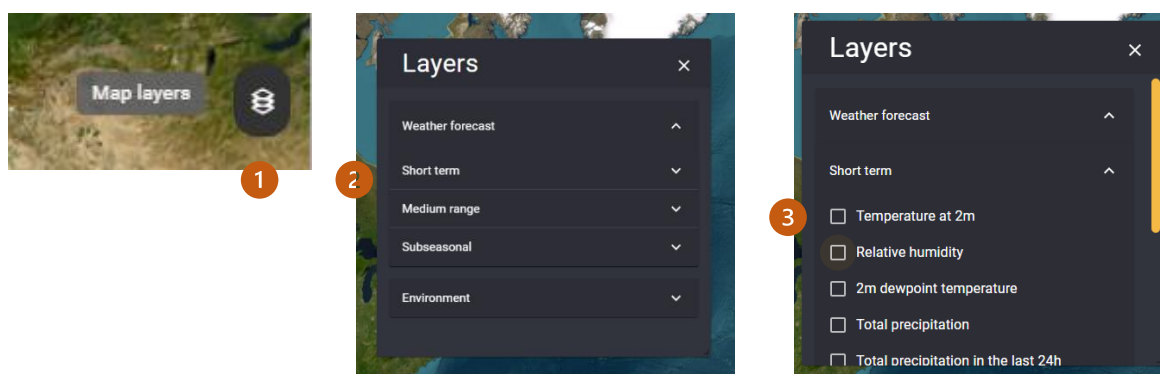 Map layers
1
Layers
Weather forecast
Short term
2
Medium range
Subseasonal
Environment
Layers
Weather forecast
Short term
3
Temperature at 2m
Relative humidity
2m dewpoint temperature
Total precipitation
Total precipitation in the last 24h